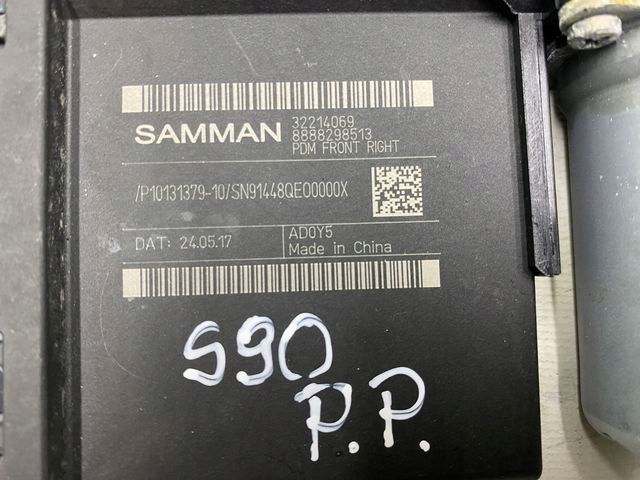 SAMMAN
32214069
8888298513
PDM FRONT RIGHT
/P10131379-10/SN91448QE00000X
DAT: 24.05.17
AD0Y5
Made in China
S90
P.P.